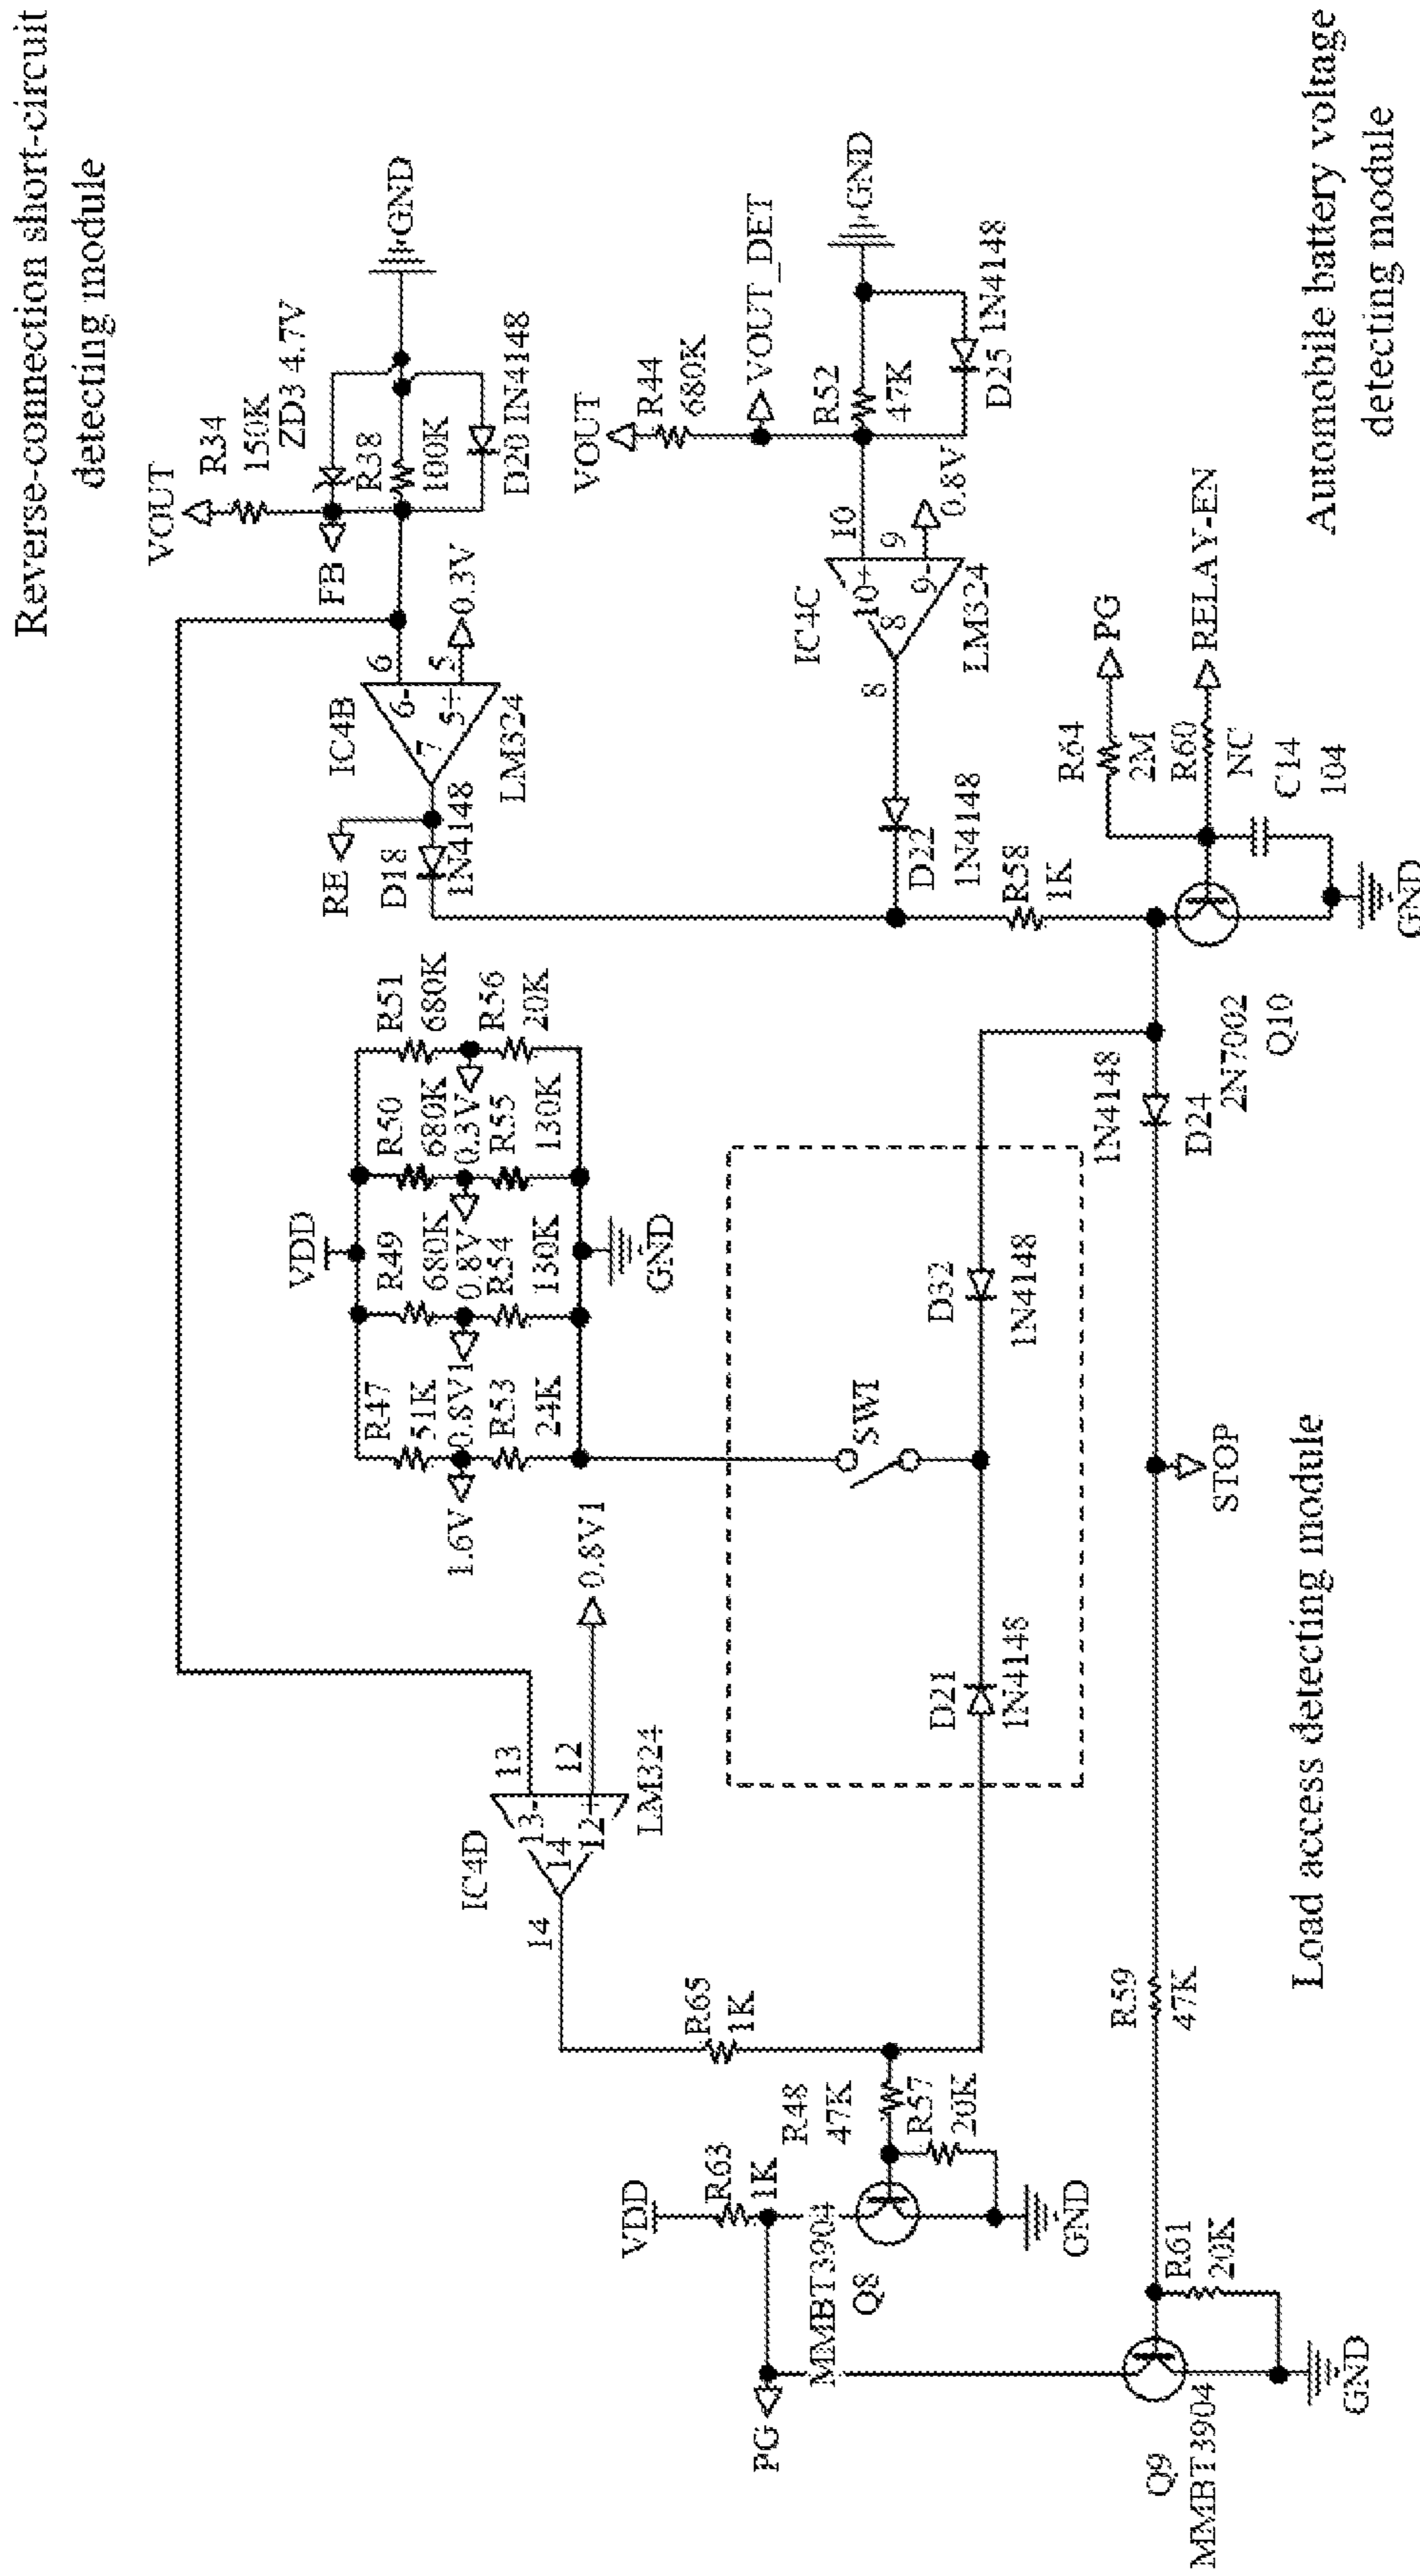 Reverse-connection short-circuit
detecting module
VOUT
R34
150K
ZD3 4.7V
FB
R38
100K
D20 1N4148
GND
6
5
0.3V
IC4B
6-
5+
7
LM324
RE
D18
1N4148
VOUT
R44
680K
VOUT_DET
R52
47K
GND
D25 1N4148
10
9
0.8V
IC4C
10+
9-
8
LM324
8
D22
1N4148
R58
1K
R64
2M
PG
R60
NC
RELAY-EN
C14
104
GND
2N7002
Q10
Automobile battery voltage
detecting module
VDD
R47
51K
R49
680K
R50
680K
R51
680K
1.6V
0.8V1
0.8V
0.3V
R53
24K
R54
130K
R55
130K
R56
20K
GND
0.8V1
13
12
IC4D
13-
12+
14
LM324
14
SW1
D21
1N4148
D32
1N4148
1N4148
D24
STOP
R65
1K
R48
47K
R57
20K
VDD
R63
1K
MMBT3904
Q8
GND
PG
R59
47K
R61
20K
Q9
MMBT3904
GND
Load access detecting module